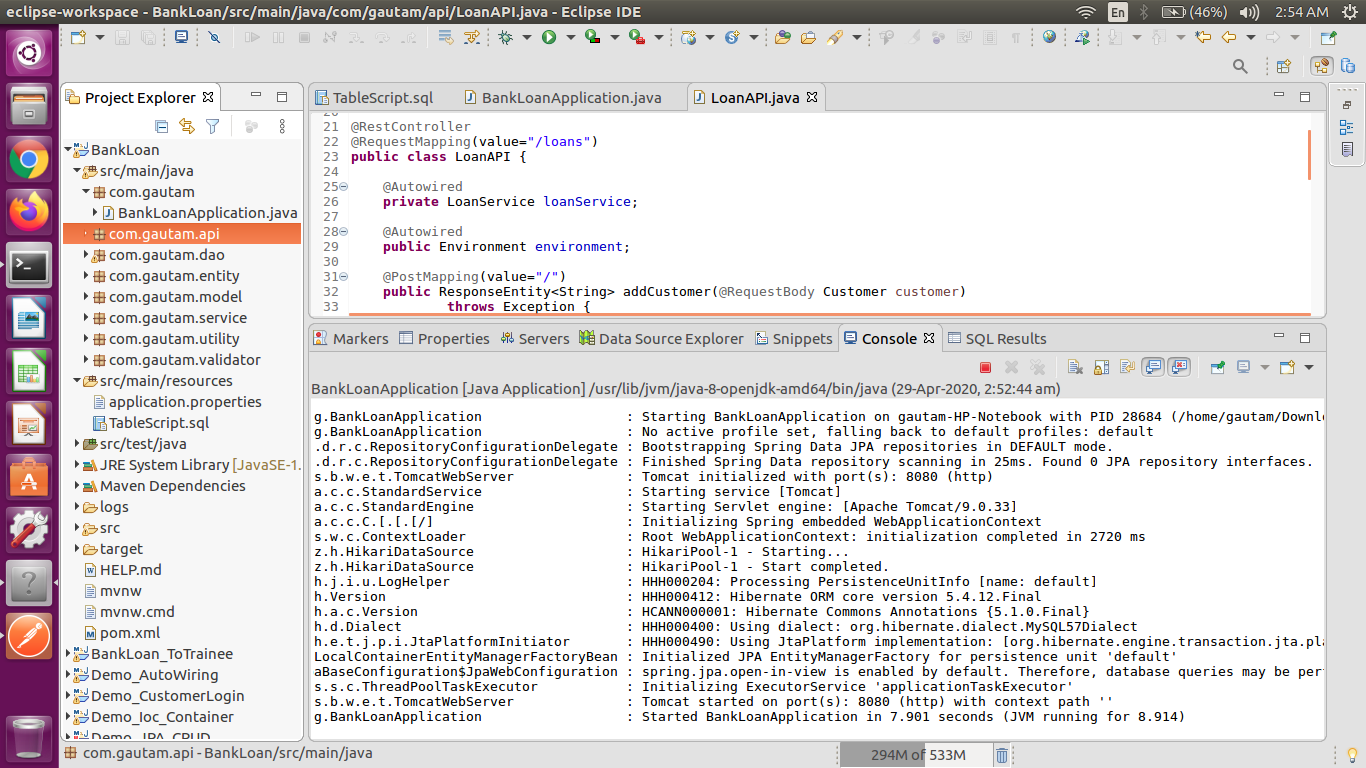 eclipse-workspace - BankLoan/src/main/java/com/gautam/api/LoanAPI.java - Eclipse IDE
En
(46%)
2:54 AM
Project Explorer
TableScript.sql
BankLoanApplication.java
LoanAPI.java
BankLoan
src/main/java
com.gautam
BankLoanApplication.java
com.gautam.api
com.gautam.dao
com.gautam.entity
com.gautam.model
com.gautam.service
com.gautam.utility
com.gautam.validator
src/main/resources
application.properties
TableScript.sql
src/test/java
JRE System Library [JavaSE-1.
Maven Dependencies
logs
src
target
HELP.md
mvnw
mvnw.cmd
pom.xml
BankLoan_ToTrainee
Demo_AutoWiring
Demo_CustomerLogin
Demo_Ioc_Container
Demo_JPA_CRUD
20
21 @RestController
22 @RequestMapping(value="/loans")
23 public class LoanAPI {
24
25 @Autowired
26 private LoanService loanService;
27
28 @Autowired
29 public Environment environment;
30
31 @PostMapping(value="/")
32 public ResponseEntity<String> addCustomer(@RequestBody Customer customer)
33 throws Exception {
Markers
Properties
Servers
Data Source Explorer
Snippets
Console
SQL Results
BankLoanApplication [Java Application] /usr/lib/jvm/java-8-openjdk-amd64/bin/java (29-Apr-2020, 2:52:44 am)
g.BankLoanApplication : Starting BankLoanApplication on gautam-HP-Notebook with PID 28684 (/home/gautam/Downl
g.BankLoanApplication : No active profile set, falling back to default profiles: default
.d.r.c.RepositoryConfigurationDelegate : Bootstrapping Spring Data JPA repositories in DEFAULT mode.
.d.r.c.RepositoryConfigurationDelegate : Finished Spring Data repository scanning in 25ms. Found 0 JPA repository interfaces.
s.b.w.e.t.TomcatWebServer : Tomcat initialized with port(s): 8080 (http)
a.c.c.StandardService : Starting service [Tomcat]
a.c.c.StandardEngine : Starting Servlet engine: [Apache Tomcat/9.0.33]
a.c.c.C.[.[.[/] : Initializing Spring embedded WebApplicationContext
s.w.c.ContextLoader : Root WebApplicationContext: initialization completed in 2720 ms
z.h.HikariDataSource : HikariPool-1 - Starting...
z.h.HikariDataSource : HikariPool-1 - Start completed.
h.j.i.u.LogHelper : HHH000204: Processing PersistenceUnitInfo [name: default]
h.Version : HHH000412: Hibernate ORM core version 5.4.12.Final
h.a.c.Version : HCANN000001: Hibernate Commons Annotations {5.1.0.Final}
h.d.Dialect : HHH000400: Using dialect: org.hibernate.dialect.MySQL57Dialect
h.e.t.j.p.i.JtaPlatformInitiator : HHH000490: Using JtaPlatform implementation: [org.hibernate.engine.transaction.jta.pla
LocalContainerEntityManagerFactoryBean : Initialized JPA EntityManagerFactory for persistence unit 'default'
aBaseConfiguration$JpaWebConfiguration : spring.jpa.open-in-view is enabled by default. Therefore, database queries may be per
s.s.c.ThreadPoolTaskExecutor : Initializing ExecutorService 'applicationTaskExecutor'
s.b.w.e.t.TomcatWebServer : Tomcat started on port(s): 8080 (http) with context path ''
g.BankLoanApplication : Started BankLoanApplication in 7.901 seconds (JVM running for 8.914)
com.gautam.api - BankLoan/src/main/java
294M of 533M